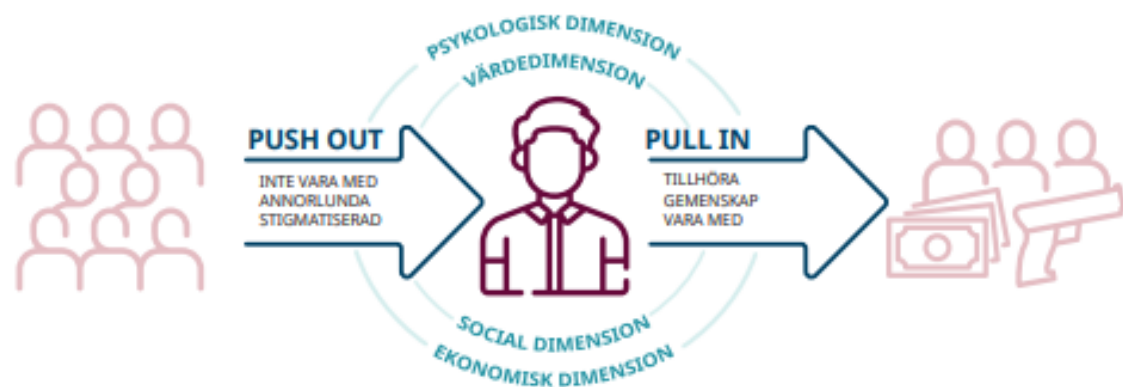 PSYKOLOGISK DIMENSION
VÄRDEDIMENSION
PUSH OUT
INTE VARA MED
ANNORLUNDA
STIGMATISERAD
PULL IN
TILLHÖRA
GEMENSKAP
VARA MED
SOCIAL DIMENSION
EKONOMISK DIMENSION